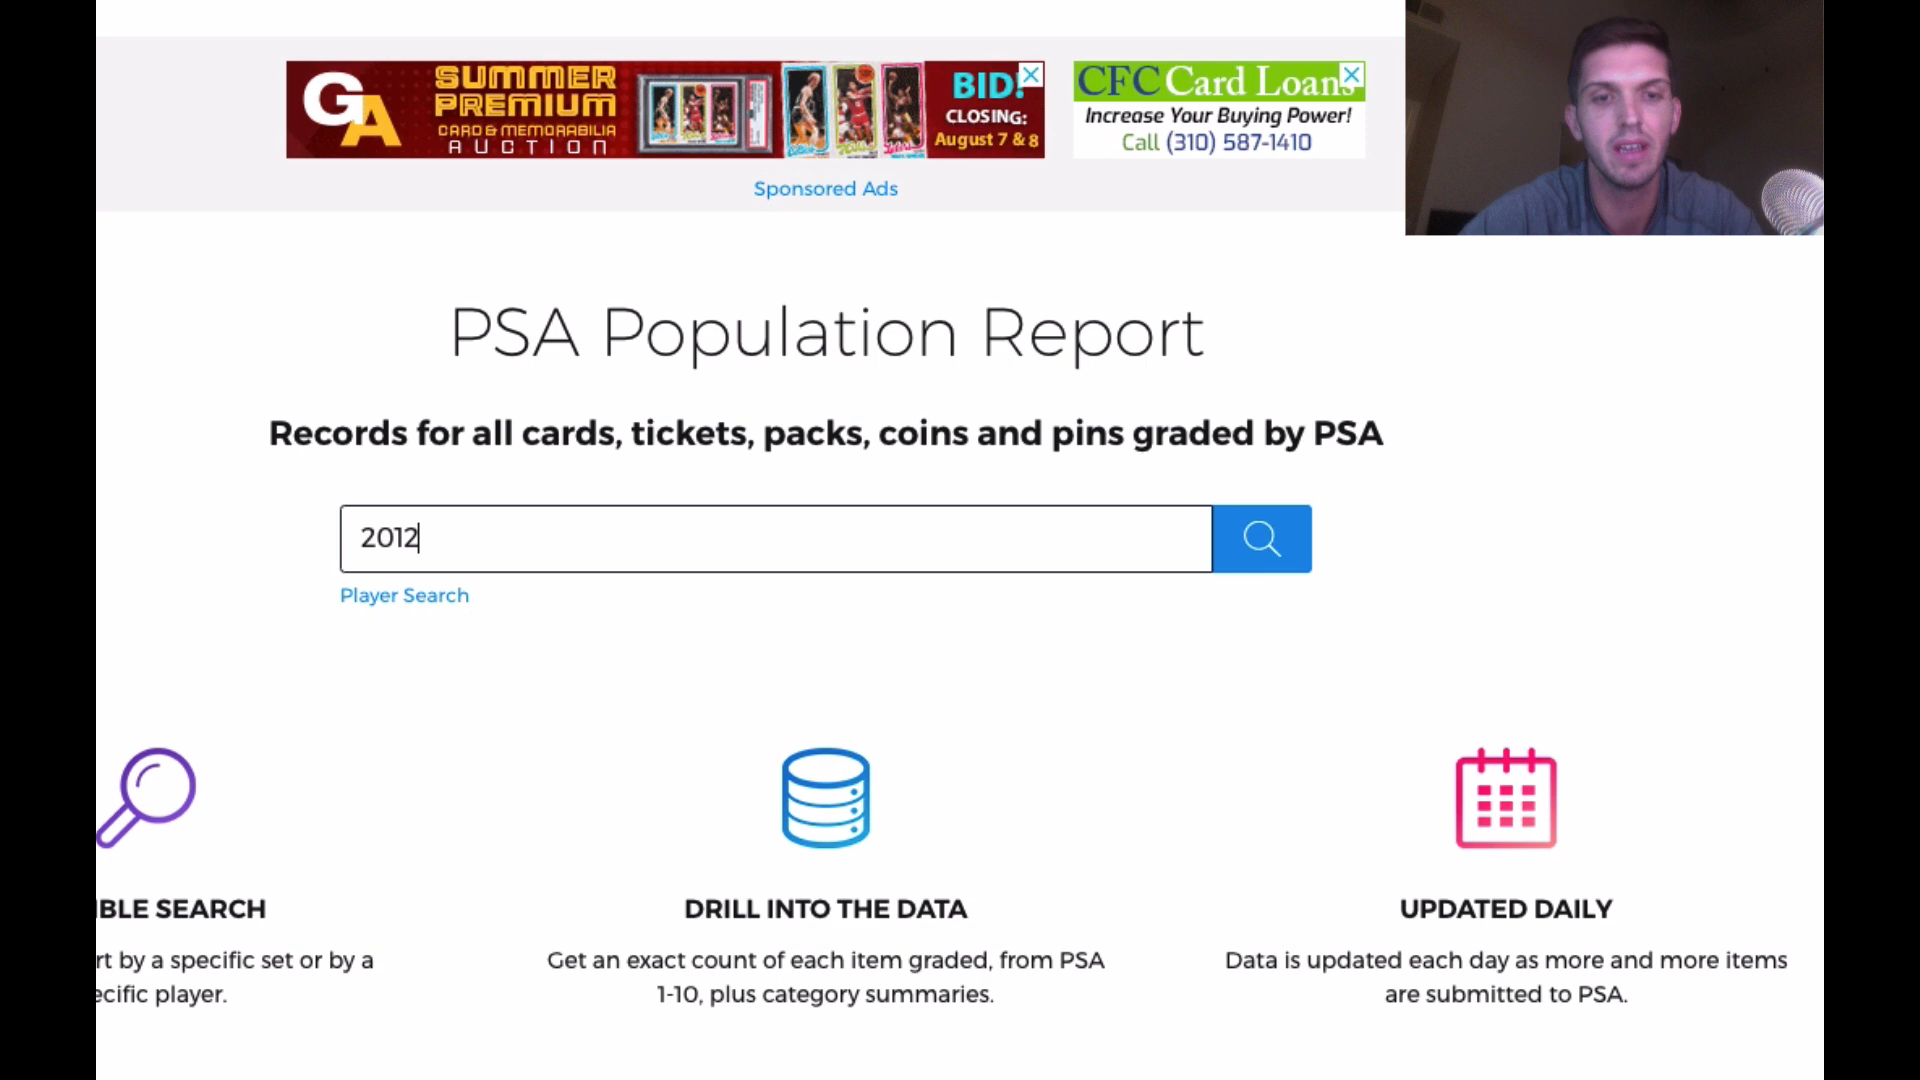 GA
SUMMER
PREMIUM
CARD & MEMORABILIA
AUCTION
BID!
CLOSING:
August 7 & 8
CFC Card Loans
Increase Your Buying Power!
Call (310) 587-1410
Sponsored Ads
PSA Population Report
Records for all cards, tickets, packs, coins and pins graded by PSA
2012
Player Search
IBLE SEARCH
rt by a specific set or by a
ecific player.
DRILL INTO THE DATA
Get an exact count of each item graded, from PSA
1-10, plus category summaries.
UPDATED DAILY
Data is updated each day as more and more items
are submitted to PSA.